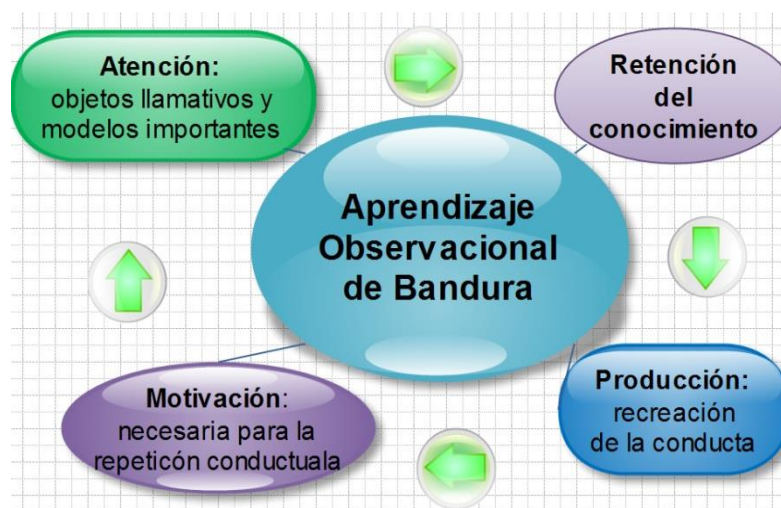 Atención:
objetos llamativos y
modelos importantes
Retención
del
conocimiento
Aprendizaje
Observacional
de Bandura
Motivación:
necesaria para la
repeticón conductuala
Producción:
recreación
de la conducta